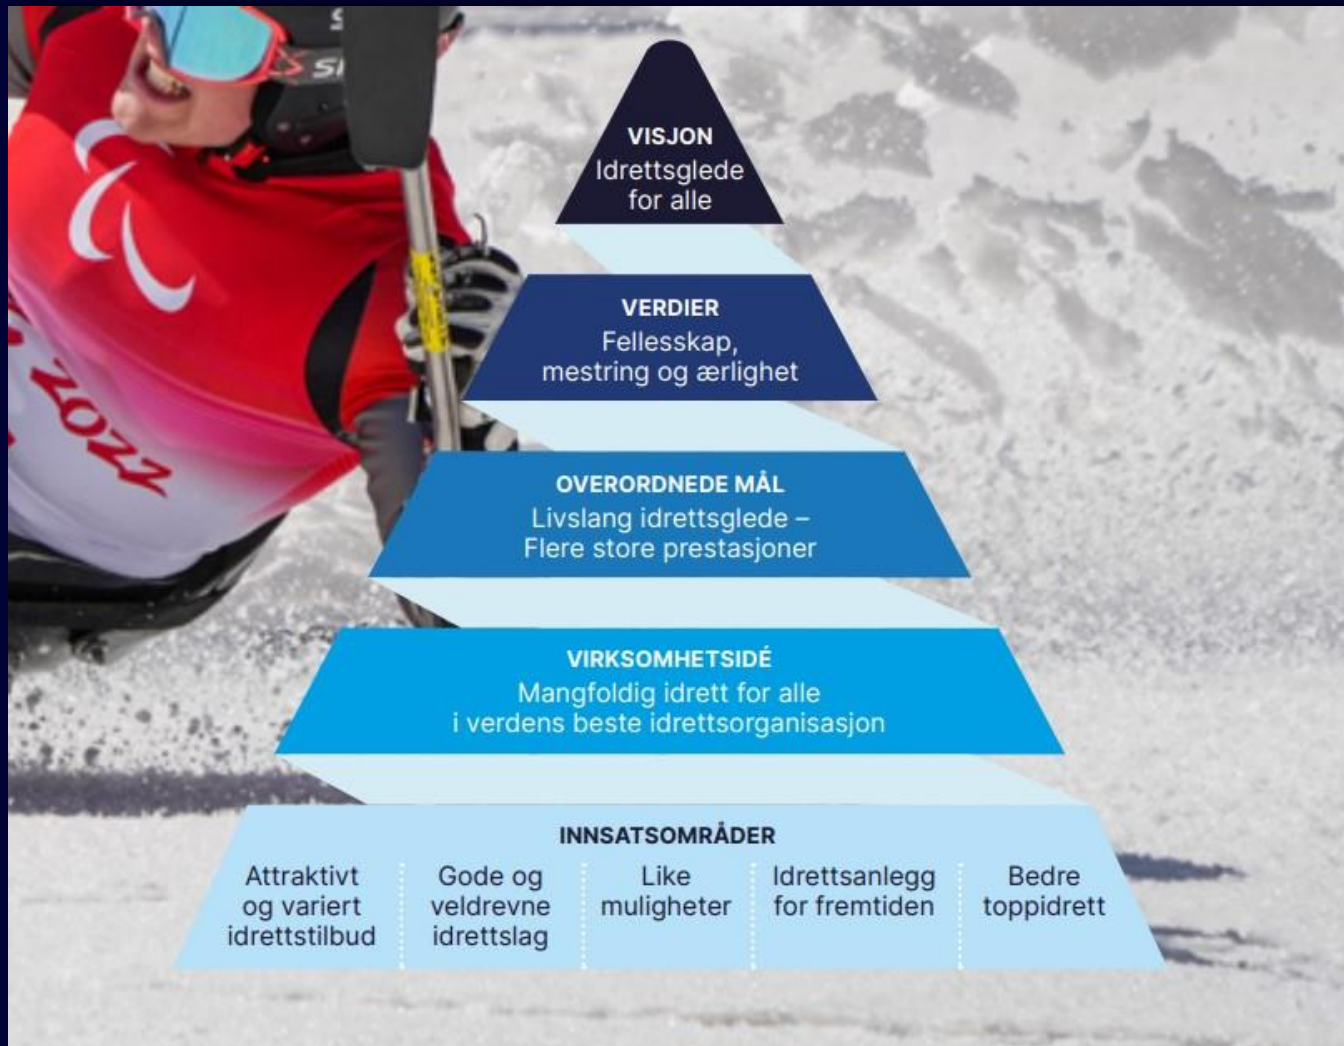 VISJON
Idrettsglede
for alle
VERDIER
Fellesskap,
mestring og ærlighet
OVERORDNEDE MÅL
Livslang idrettsglede –
Flere store prestasjoner
VIRKSOMHETSIDÉ
Mangfoldig idrett for alle
i verdens beste idrettsorganisasjon
INNSATSOMRÅDER
Attraktivt
og variert
idrettstilbud
Gode og
veldrevne
idrettslag
Like
muligheter
Idrettsanlegg
for fremtiden
Bedre
toppidrett
2022